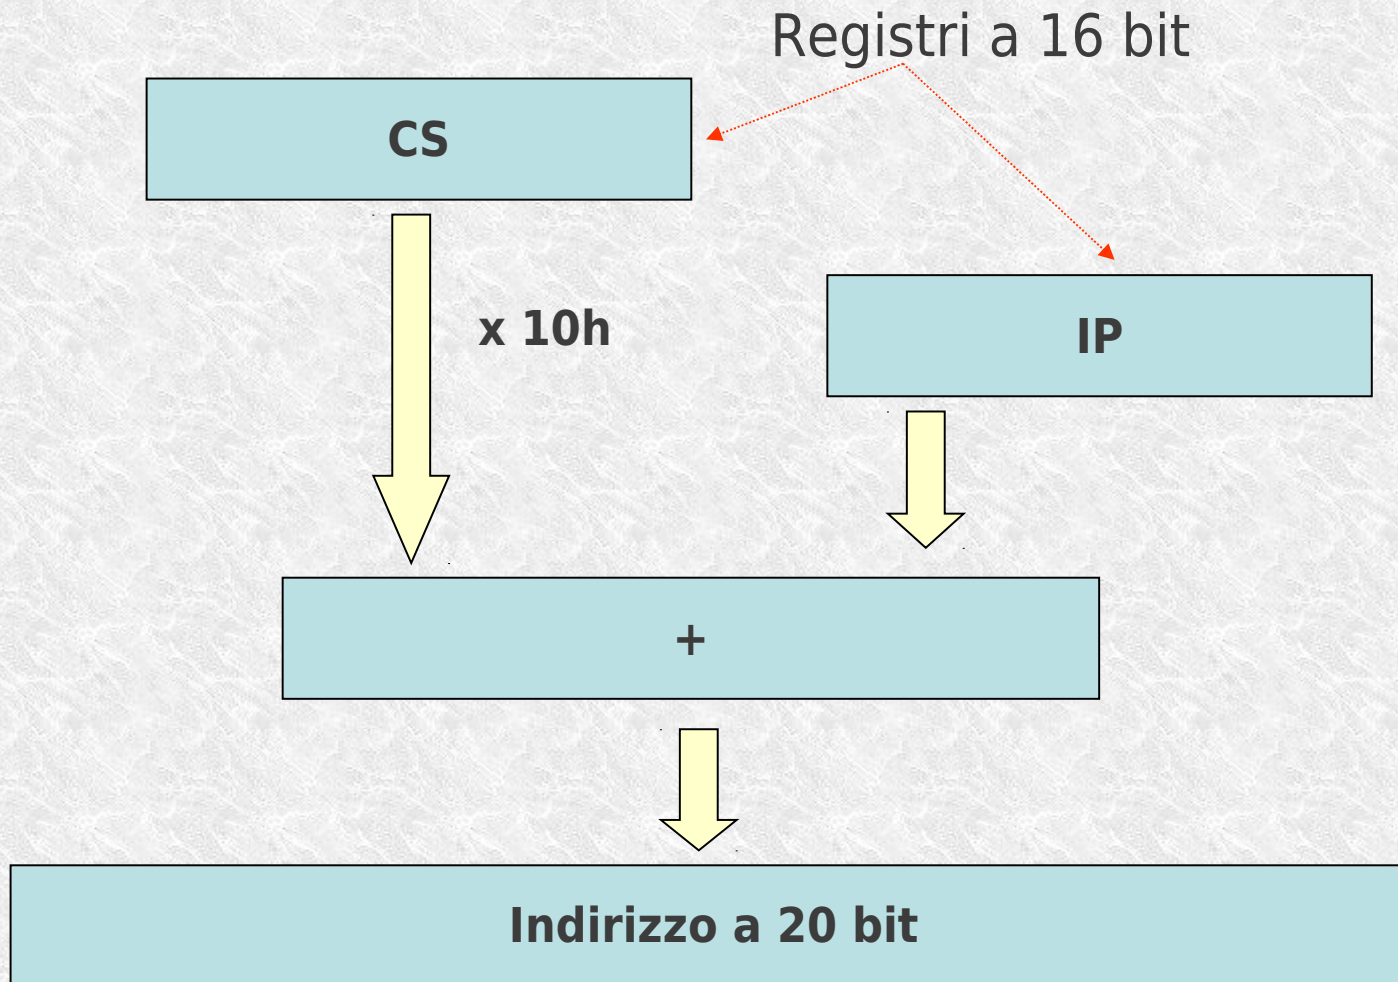 Registri a 16 bit
CS
x 10h
IP
+
Indirizzo a 20 bit